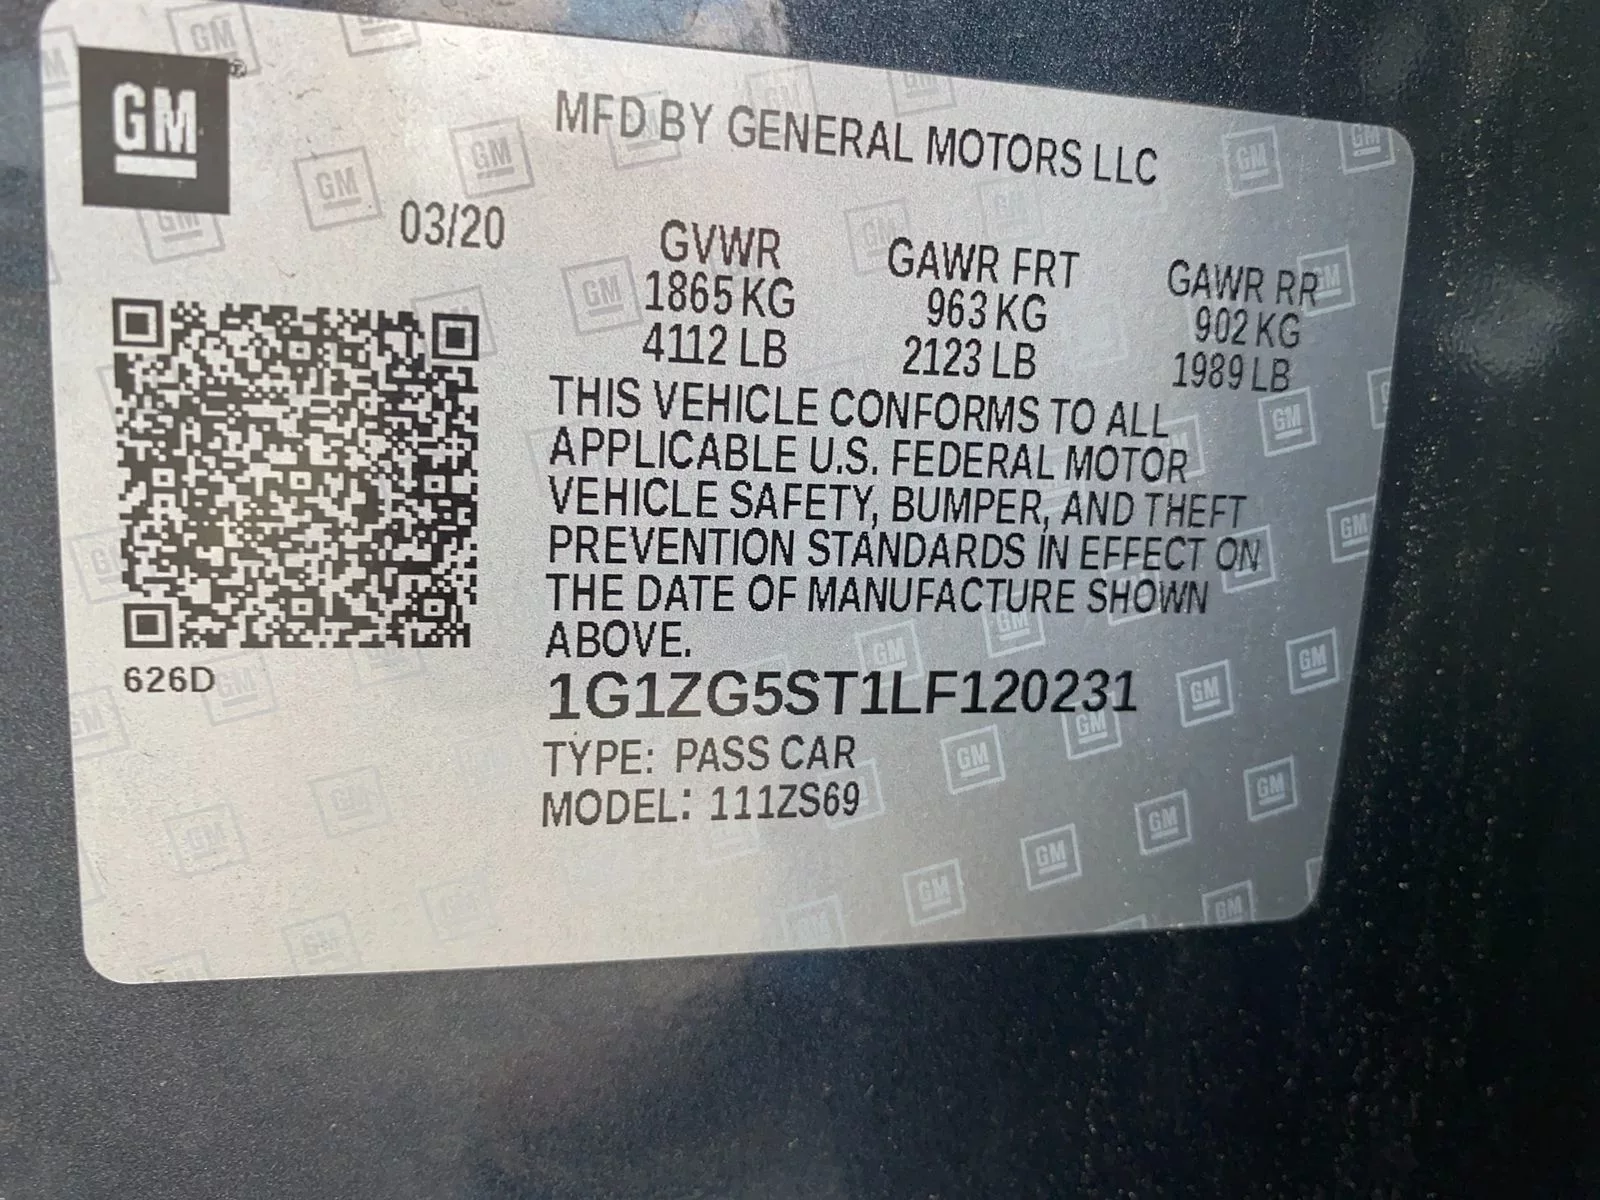 GM
MFD BY GENERAL MOTORS LLC
03/20
GVWR
1865 KG
4112 LB
GAWR FRT
963 KG
2123 LB
GAWR RR
902 KG
1989 LB
THIS VEHICLE CONFORMS TO ALL
APPLICABLE U.S. FEDERAL MOTOR
VEHICLE SAFETY, BUMPER, AND THEFT
PREVENTION STANDARDS IN EFFECT ON
THE DATE OF MANUFACTURE SHOWN
ABOVE.
626D
1G1ZG5ST1LF120231
TYPE: PASS CAR
MODEL: 111ZS69